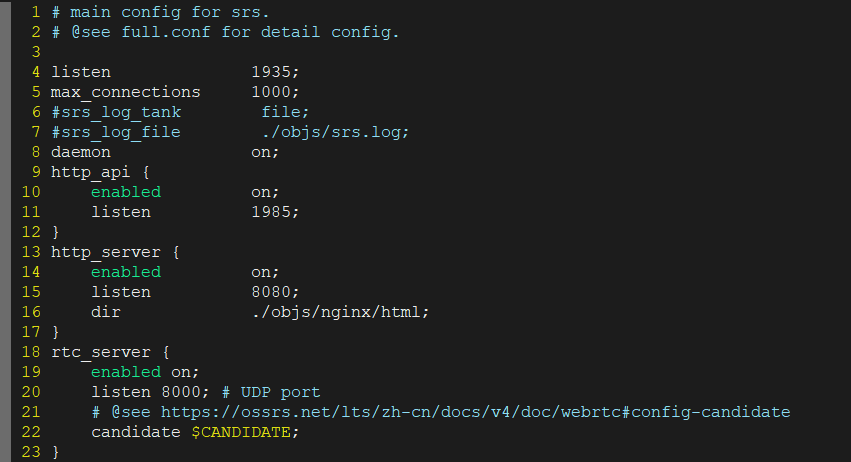 1 # main config for srs.
2 # @see full.conf for detail config.
3
4 listen              1935;
5 max_connections     1000;
6 #srs_log_tank        file;
7 #srs_log_file        ./objs/srs.log;
8 daemon              on;
9 http_api {
10     enabled         on;
11     listen          1985;
12 }
13 http_server {
14     enabled         on;
15     listen          8080;
16     dir             ./objs/nginx/html;
17 }
18 rtc_server {
19     enabled on;
20     listen 8000; # UDP port
21     # @see https://ossrs.net/lts/zh-cn/docs/v4/doc/webrtc#config-candidate
22     candidate $CANDIDATE;
23 }